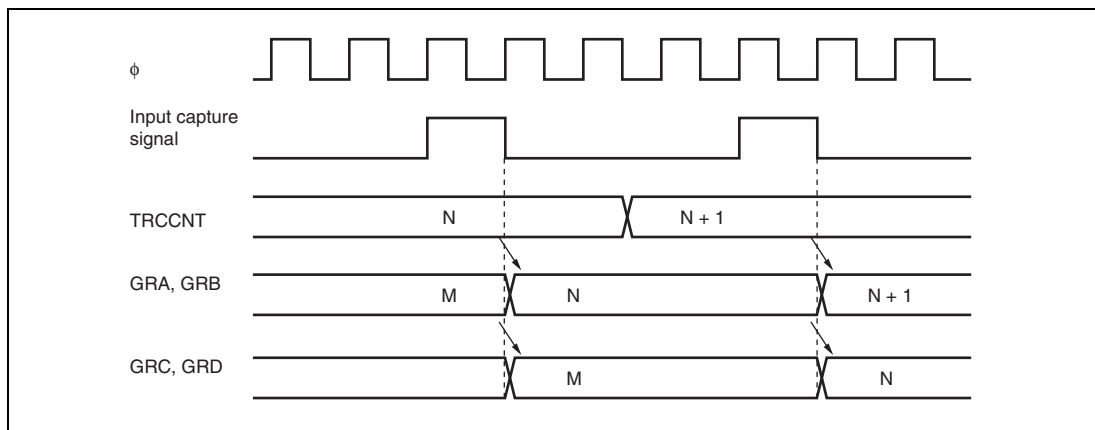 ϕ
Input capture
signal
TRCCNT N N + 1
GRA, GRB M N N + 1
GRC, GRD M N